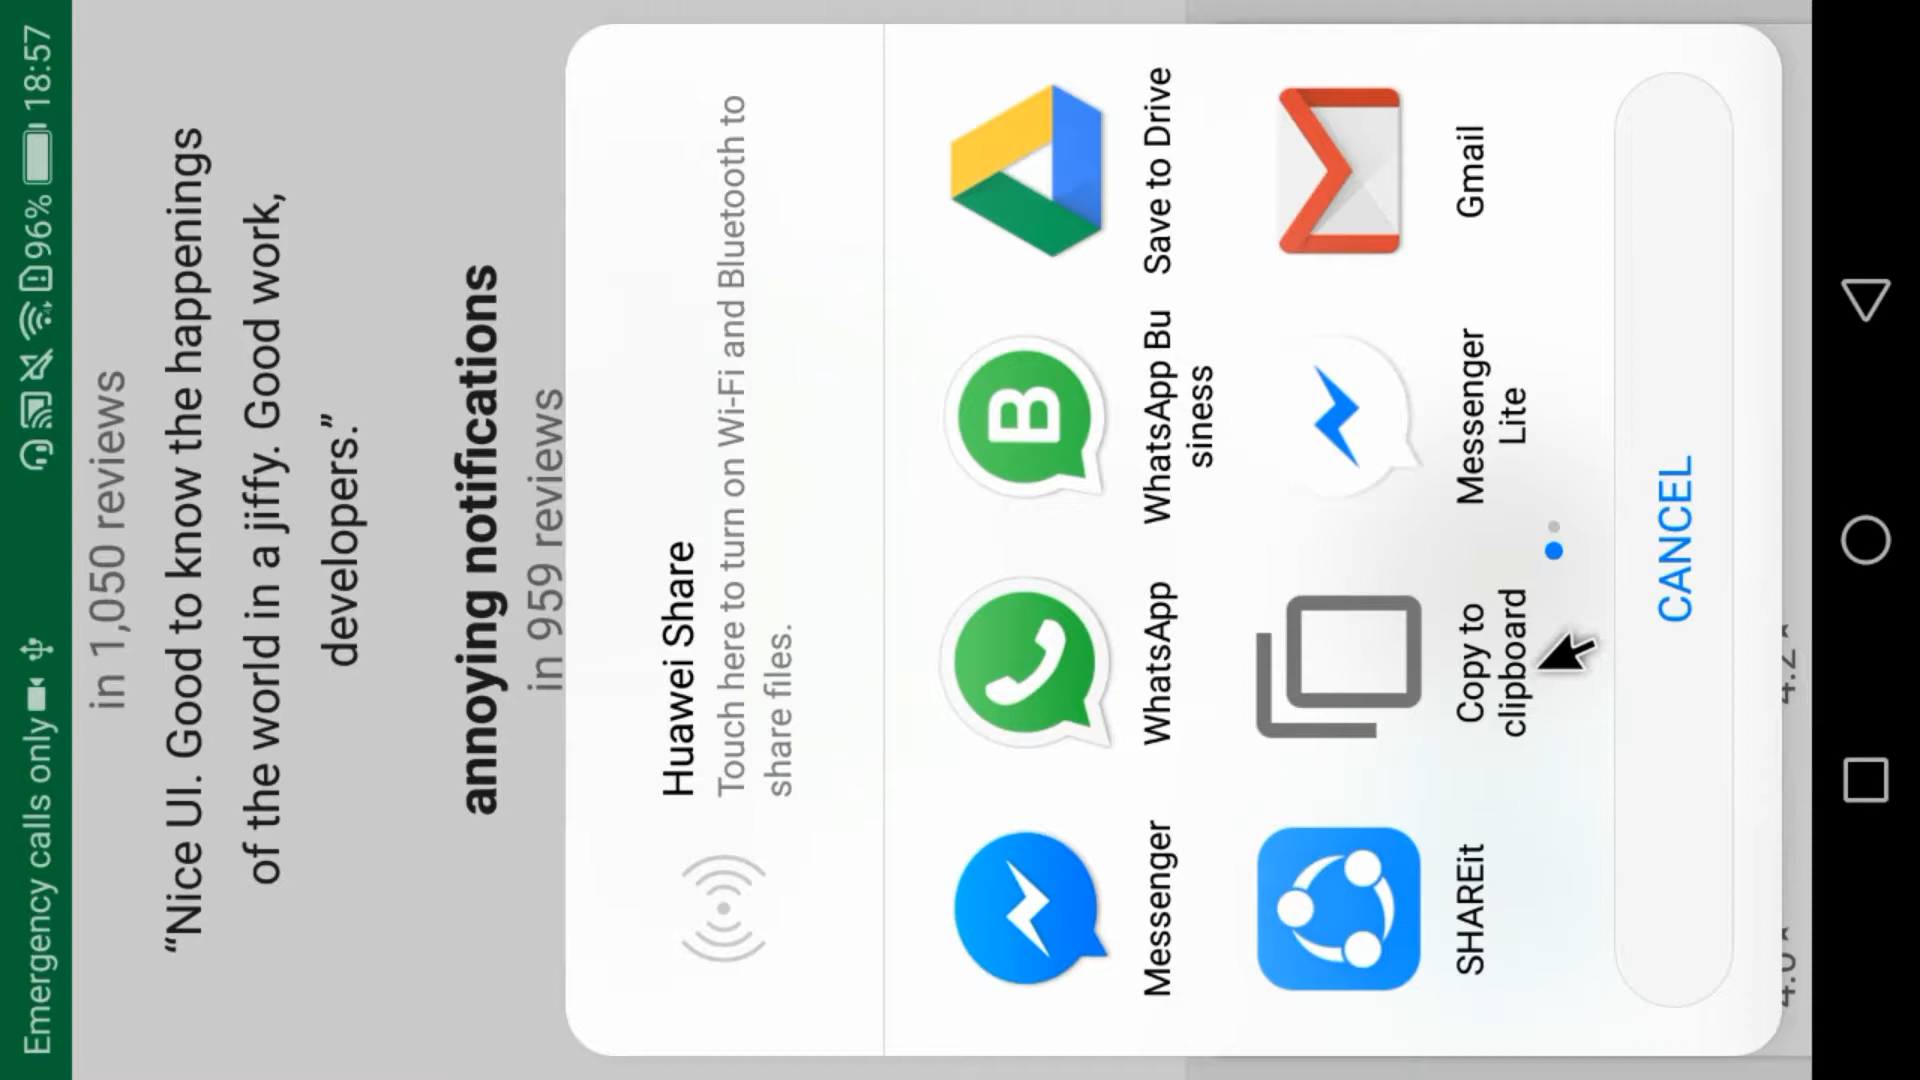 Emergency calls only
96% 18:57
in 1,050 reviews
“Nice UI. Good to know the happenings
of the world in a jiffy. Good work,
developers.”
annoying notifications
in 959 reviews
Huawei Share
Touch here to turn on Wi-Fi and Bluetooth to
share files.
Messenger
WhatsApp
WhatsApp Bu
siness
Save to Drive
SHAREit
Copy to
clipboard
Messenger
Lite
Gmail
CANCEL